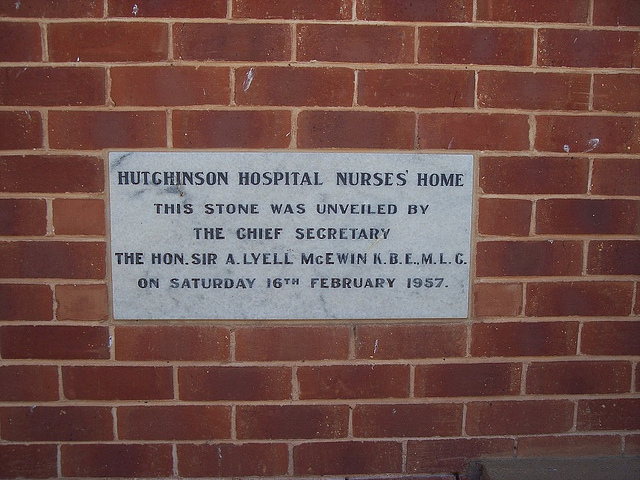 HUTCHINSON HOSPITAL NURSES' HOME
THIS STONE WAS UNVEILED BY
THE CHIEF SECRETARY
THE HON. SIR A. LYELL McEWIN K.B.E., M.L.C.
ON SATURDAY 16TH FEBRUARY 1957.